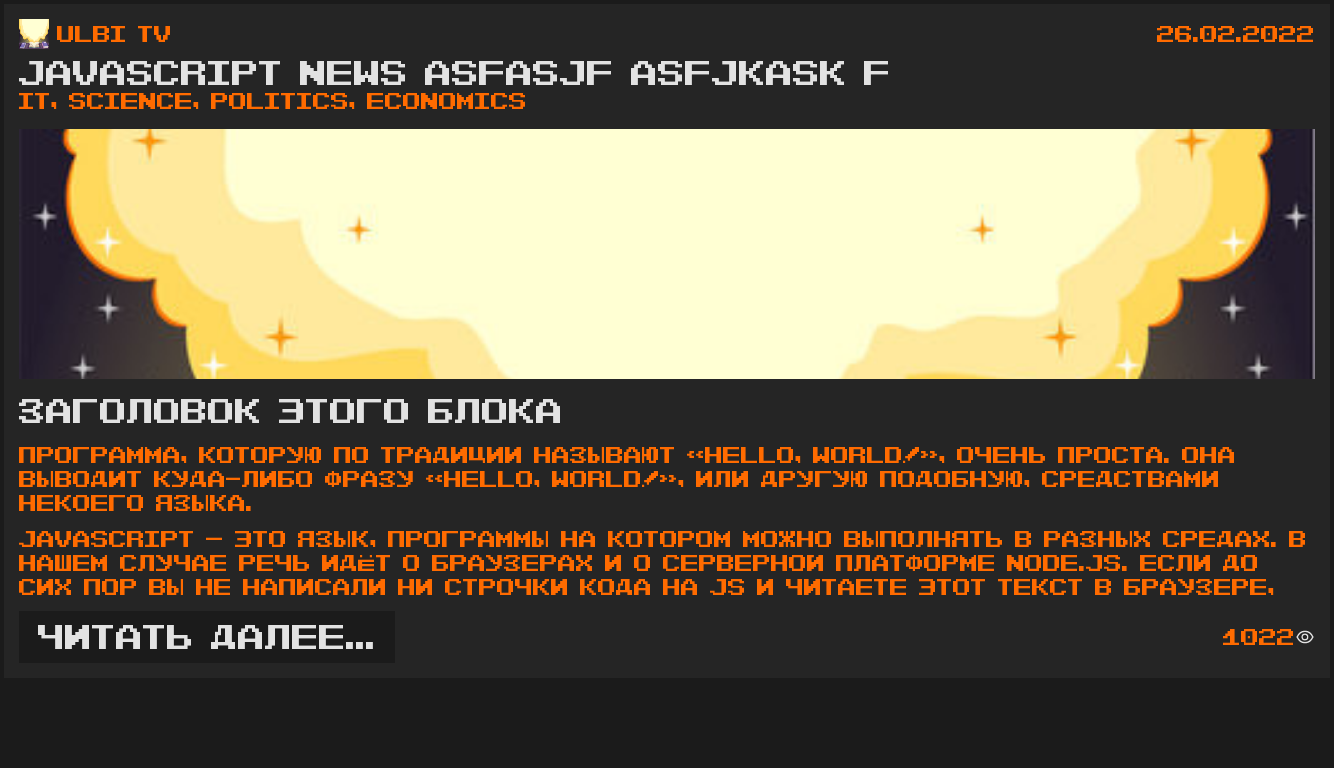 ULBI TV 26.02.2022
JAVASCRIPT NEWS ASFASJF ASFJKASK F
IT, SCIENCE, POLITICS, ECONOMICS
ЗАГОЛОВОК ЭТОГО БЛОКА
ПРОГРАММА, КОТОРУЮ ПО ТРАДИЦИИ НАЗЫВАЮТ «HELLO, WORLD/», ОЧЕНЬ ПРОСТА. ОНА
ВЫВОДИТ КУДА-ЛИБО ФРАЗУ «HELLO, WORLD/», ИЛИ ДРУГУЮ ПОДОБНУЮ, СРЕДСТВАМИ
НЕКОЕГО ЯЗЫКА.
JAVASCRIPT — ЭТО ЯЗЫК, ПРОГРАММЫ НА КОТОРОМ МОЖНО ВЫПОЛНЯТЬ В РАЗНЫХ СРЕДАХ. В
НАШЕМ СЛУЧАЕ РЕЧЬ ИДёТ О БРАУЗЕРАХ И О СЕРВЕРНОЙ ПЛАТФОРМЕ NODE.JS. ЕСЛИ ДО
СИХ ПОР ВЫ НЕ НАПИСАЛИ НИ СТРОЧКИ КОДА НА JS И ЧИТАЕТЕ ЭТОТ ТЕКСТ В БРАУЗЕРЕ,
ЧИТАТЬ ДАЛЕЕ... 1022